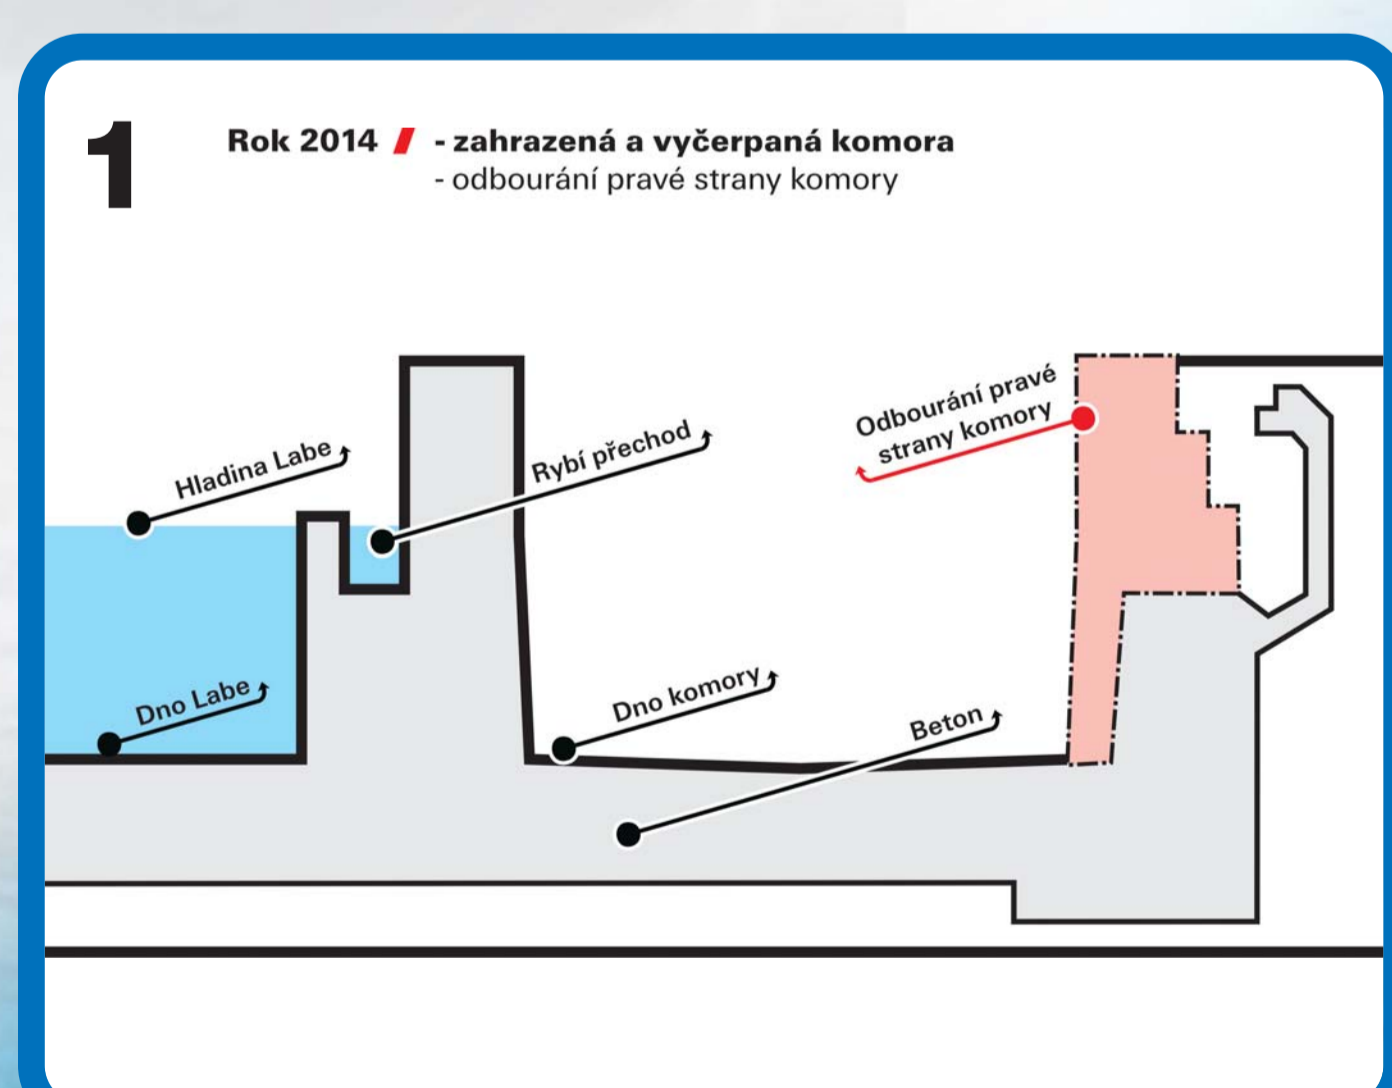 1
Rok 2014 - zahrazená a vyčerpaná komora
- odbourání pravé strany komory
Odbourání pravé
strany komory
Hladina Labe
Rybí přechod
Dno Labe
Dno komory
Beton